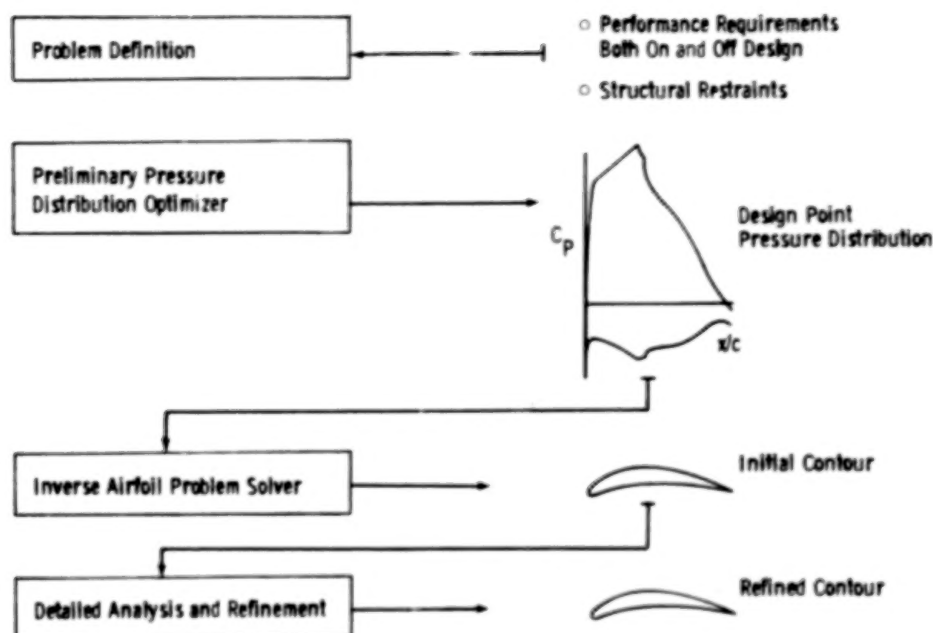 Problem Definition
○ Performance Requirements
Both On and Off Design
○ Structural Restraints
Preliminary Pressure
Distribution Optimizer
Cp
Design Point
Pressure Distribution
x/c
Inverse Airfoil Problem Solver
Initial Contour
Detailed Analysis and Refinement
Refined Contour